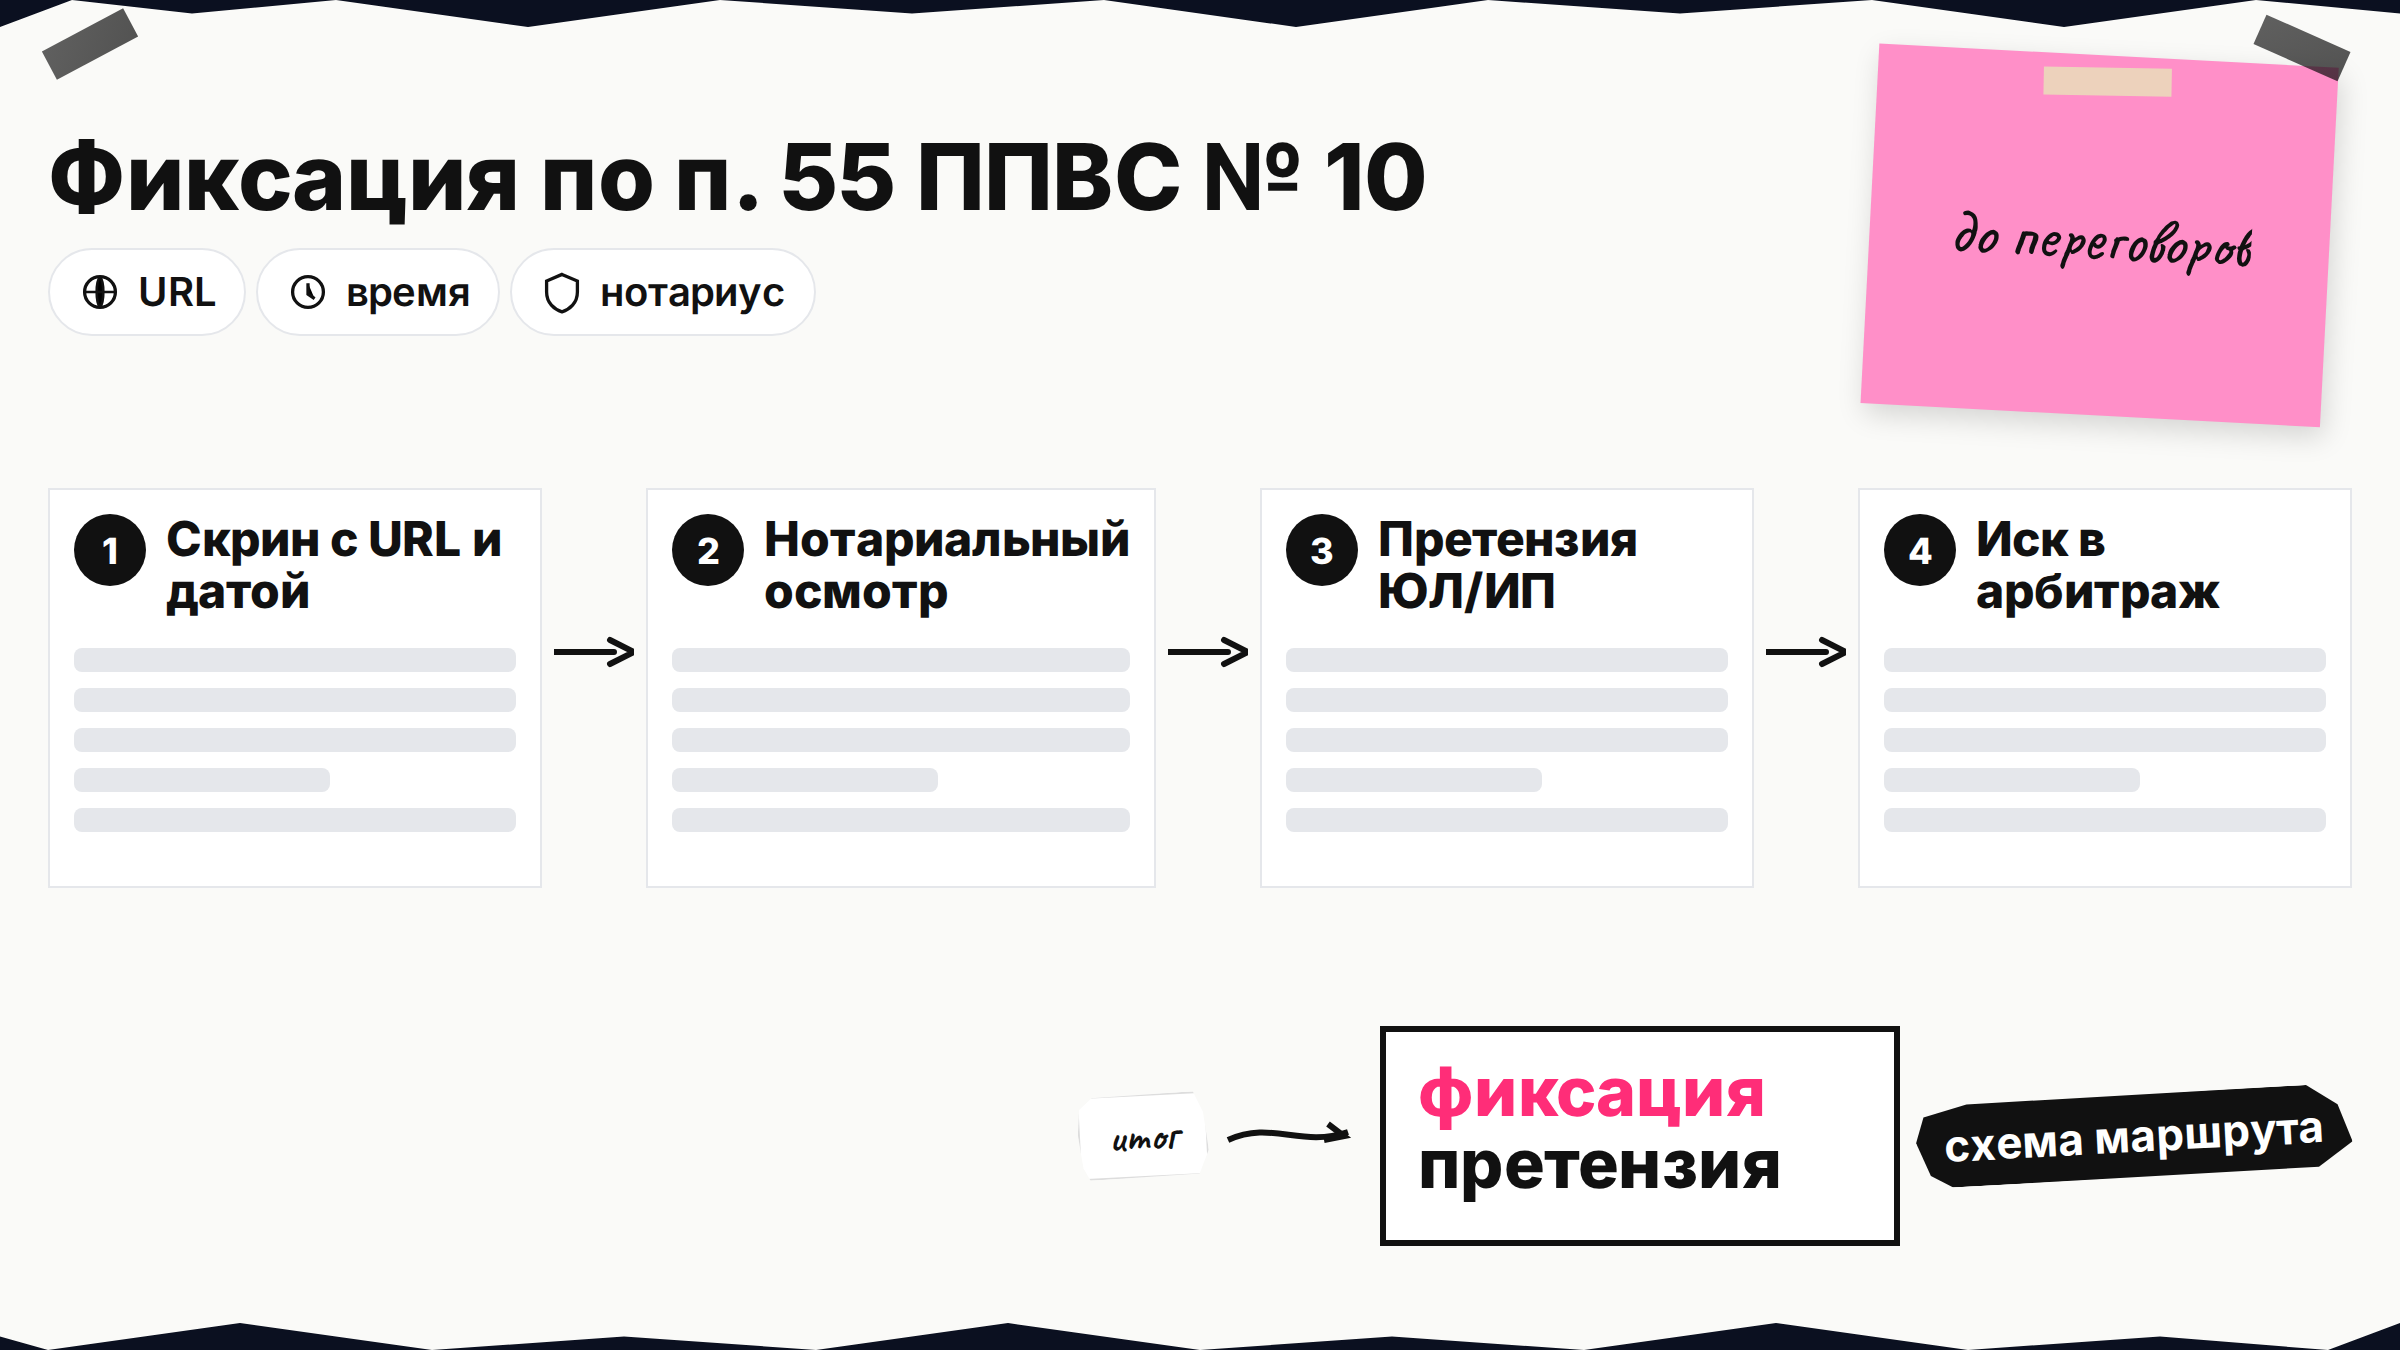 Фиксация по п. 55 ППВС № 10
URL
время
нотариус
до переговоров
1
Скрин с URL и
датой
2
Нотариальный
осмотр
3
Претензия
ЮЛ/ИП
4
Иск в
арбитраж
итог
фиксация
претензия
схема маршрута